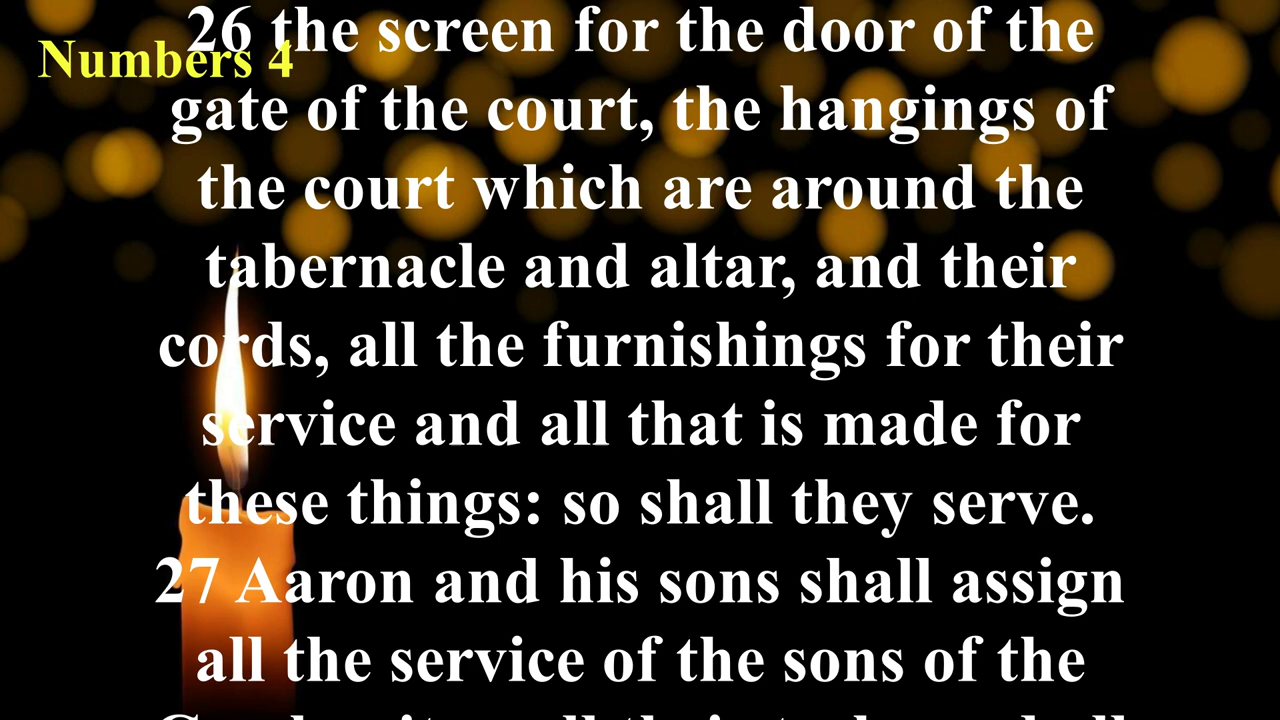 Numbers 4
26 the screen for the door of the
gate of the court, the hangings of
the court which are around the
tabernacle and altar, and their
cords, all the furnishings for their
service and all that is made for
these things: so shall they serve.
27 Aaron and his sons shall assign
all the service of the sons of the